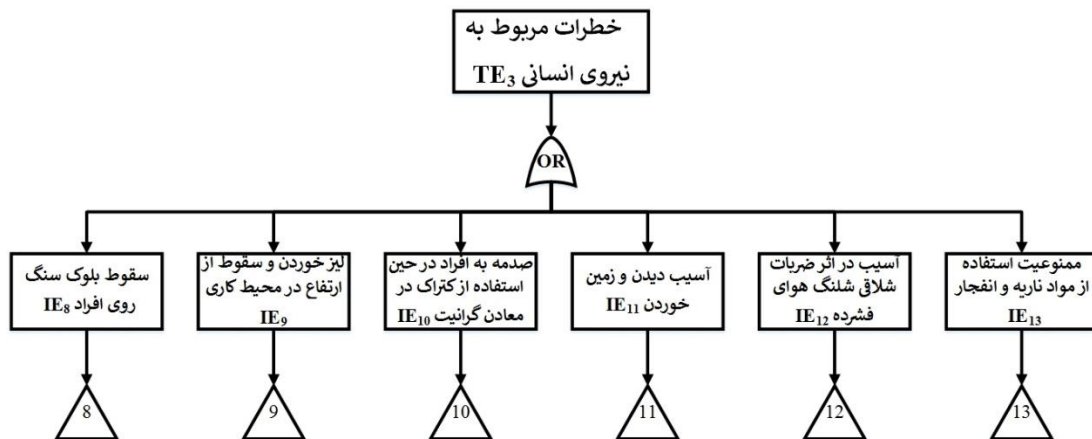 خطرات مربوط به
نیروی انسانی TE₃
OR
سقوط بلوک سنگ
روی افراد IE₈
لیز خوردن و سقوط از
ارتفاع در محیط کاری
IE₉
صدمه به افراد در حین
استفاده از کتراک در
معادن گرانیت IE₁₀
آسیب دیدن و زمین
خوردن IE₁₁
آسیب در اثر ضربات
شلاقی شلنگ هوای
فشرده IE₁₂
ممنوعیت استفاده
از مواد ناریه و انفجار
IE₁₃
8
9
10
11
12
13